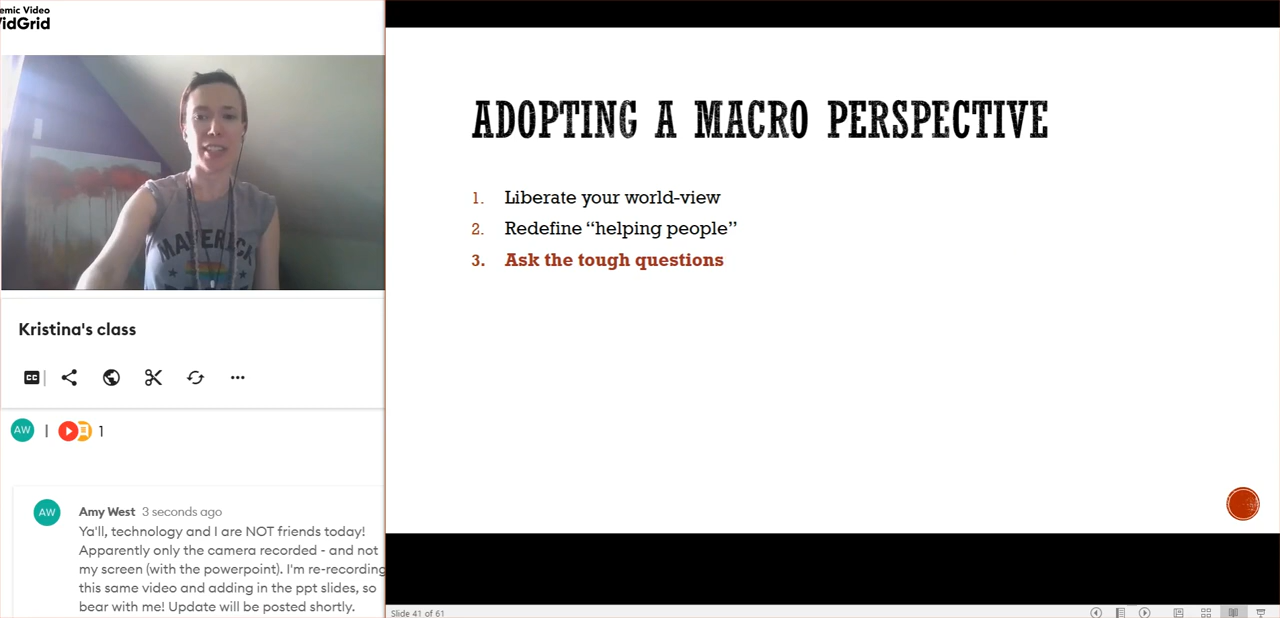 emic Video
VidGrid
MAVERICK
Kristina's class
CC
AW
1
AW
Amy West 3 seconds ago
Ya'll, technology and I are NOT friends today!
Apparently only the camera recorded - and not
my screen (with the powerpoint). I'm re-recording
this same video and adding in the ppt slides, so
bear with me! Update will be posted shortly.
ADOPTING A MACRO PERSPECTIVE
1. Liberate your world-view
2. Redefine “helping people”
3. Ask the tough questions
Slide 41 of 61